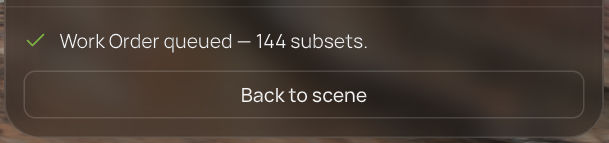 Work Order queued — 144 subsets.
Back to scene